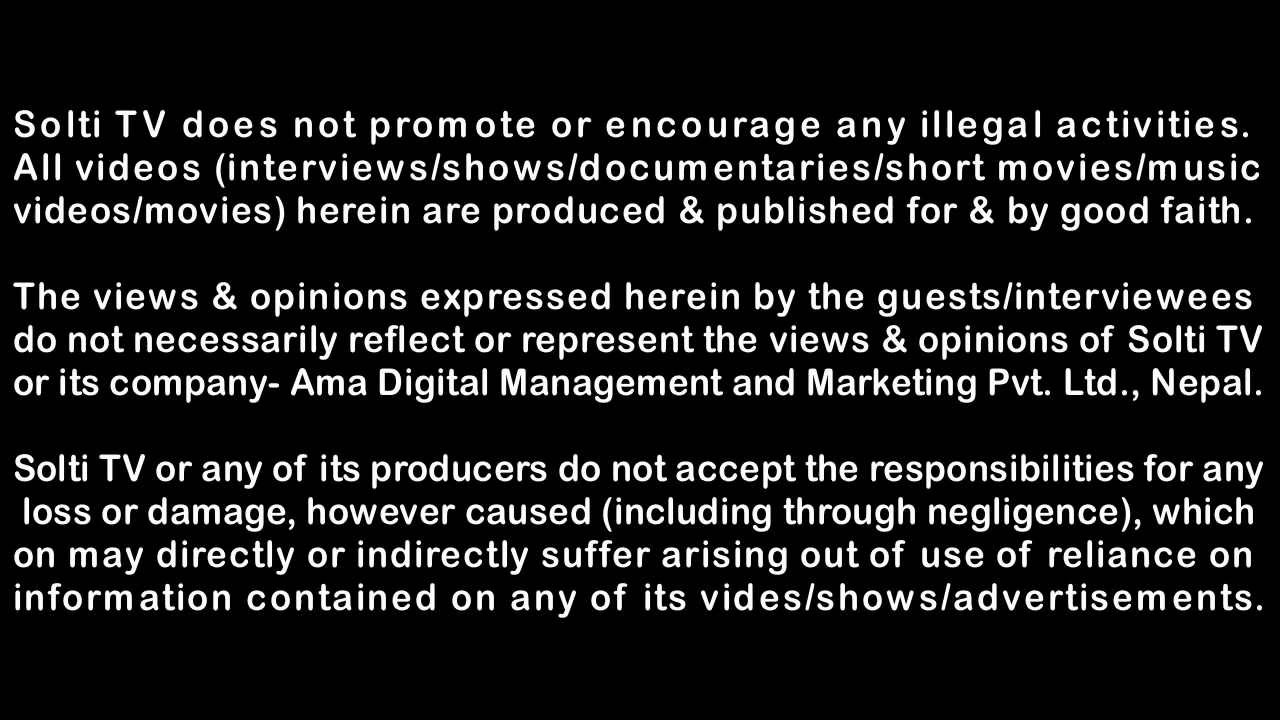 Solti TV does not promote or encourage any illegal activities.
All videos (interviews/shows/documentaries/short movies/music
videos/movies) herein are produced & published for & by good faith.
The views & opinions expressed herein by the guests/interviewees
do not necessarily reflect or represent the views & opinions of Solti TV
or its company- Ama Digital Management and Marketing Pvt. Ltd., Nepal.
Solti TV or any of its producers do not accept the responsibilities for any
loss or damage, however caused (including through negligence), which
on may directly or indirectly suffer arising out of use of reliance on
information contained on any of its vides/shows/advertisements.